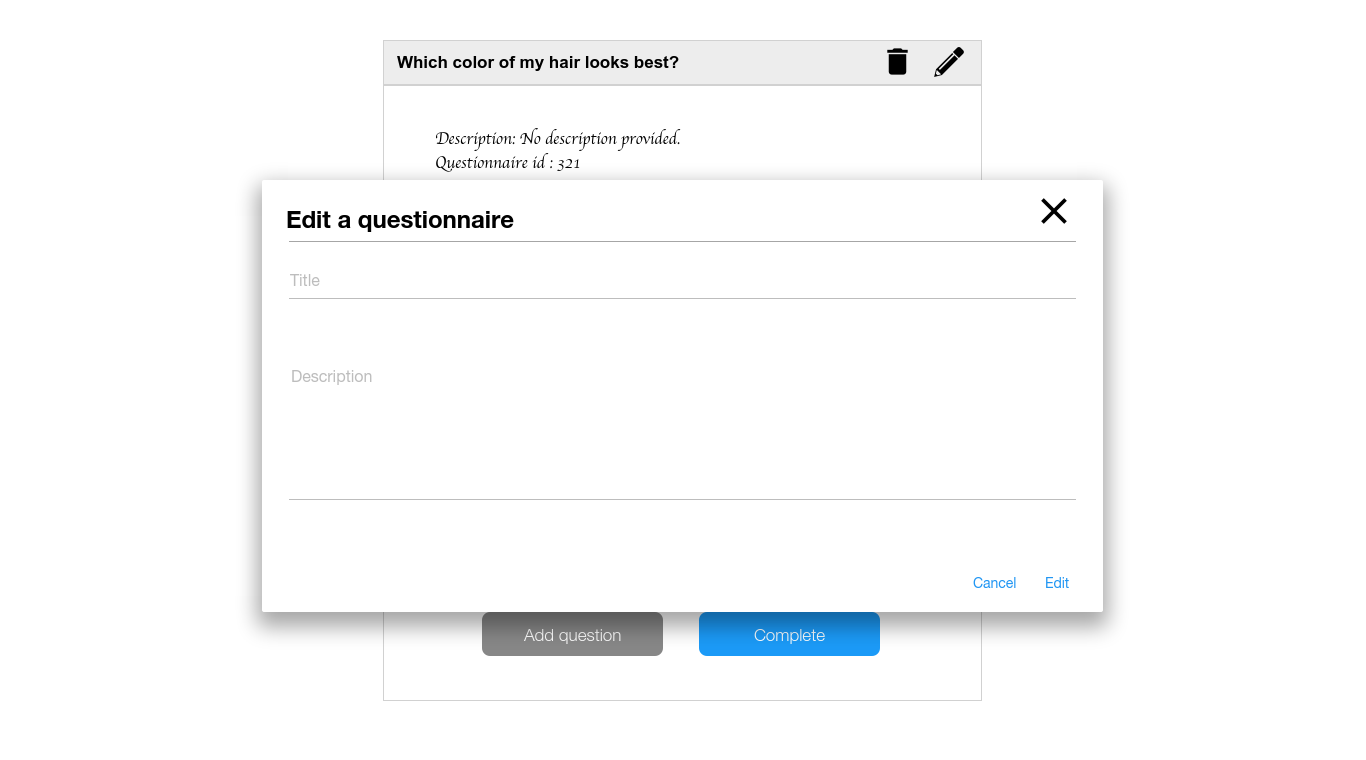 Which color of my hair looks best?
Description: No description provided.
Questionnaire id : 321
Edit a questionnaire
Title
Description
Cancel Edit
Add question Complete